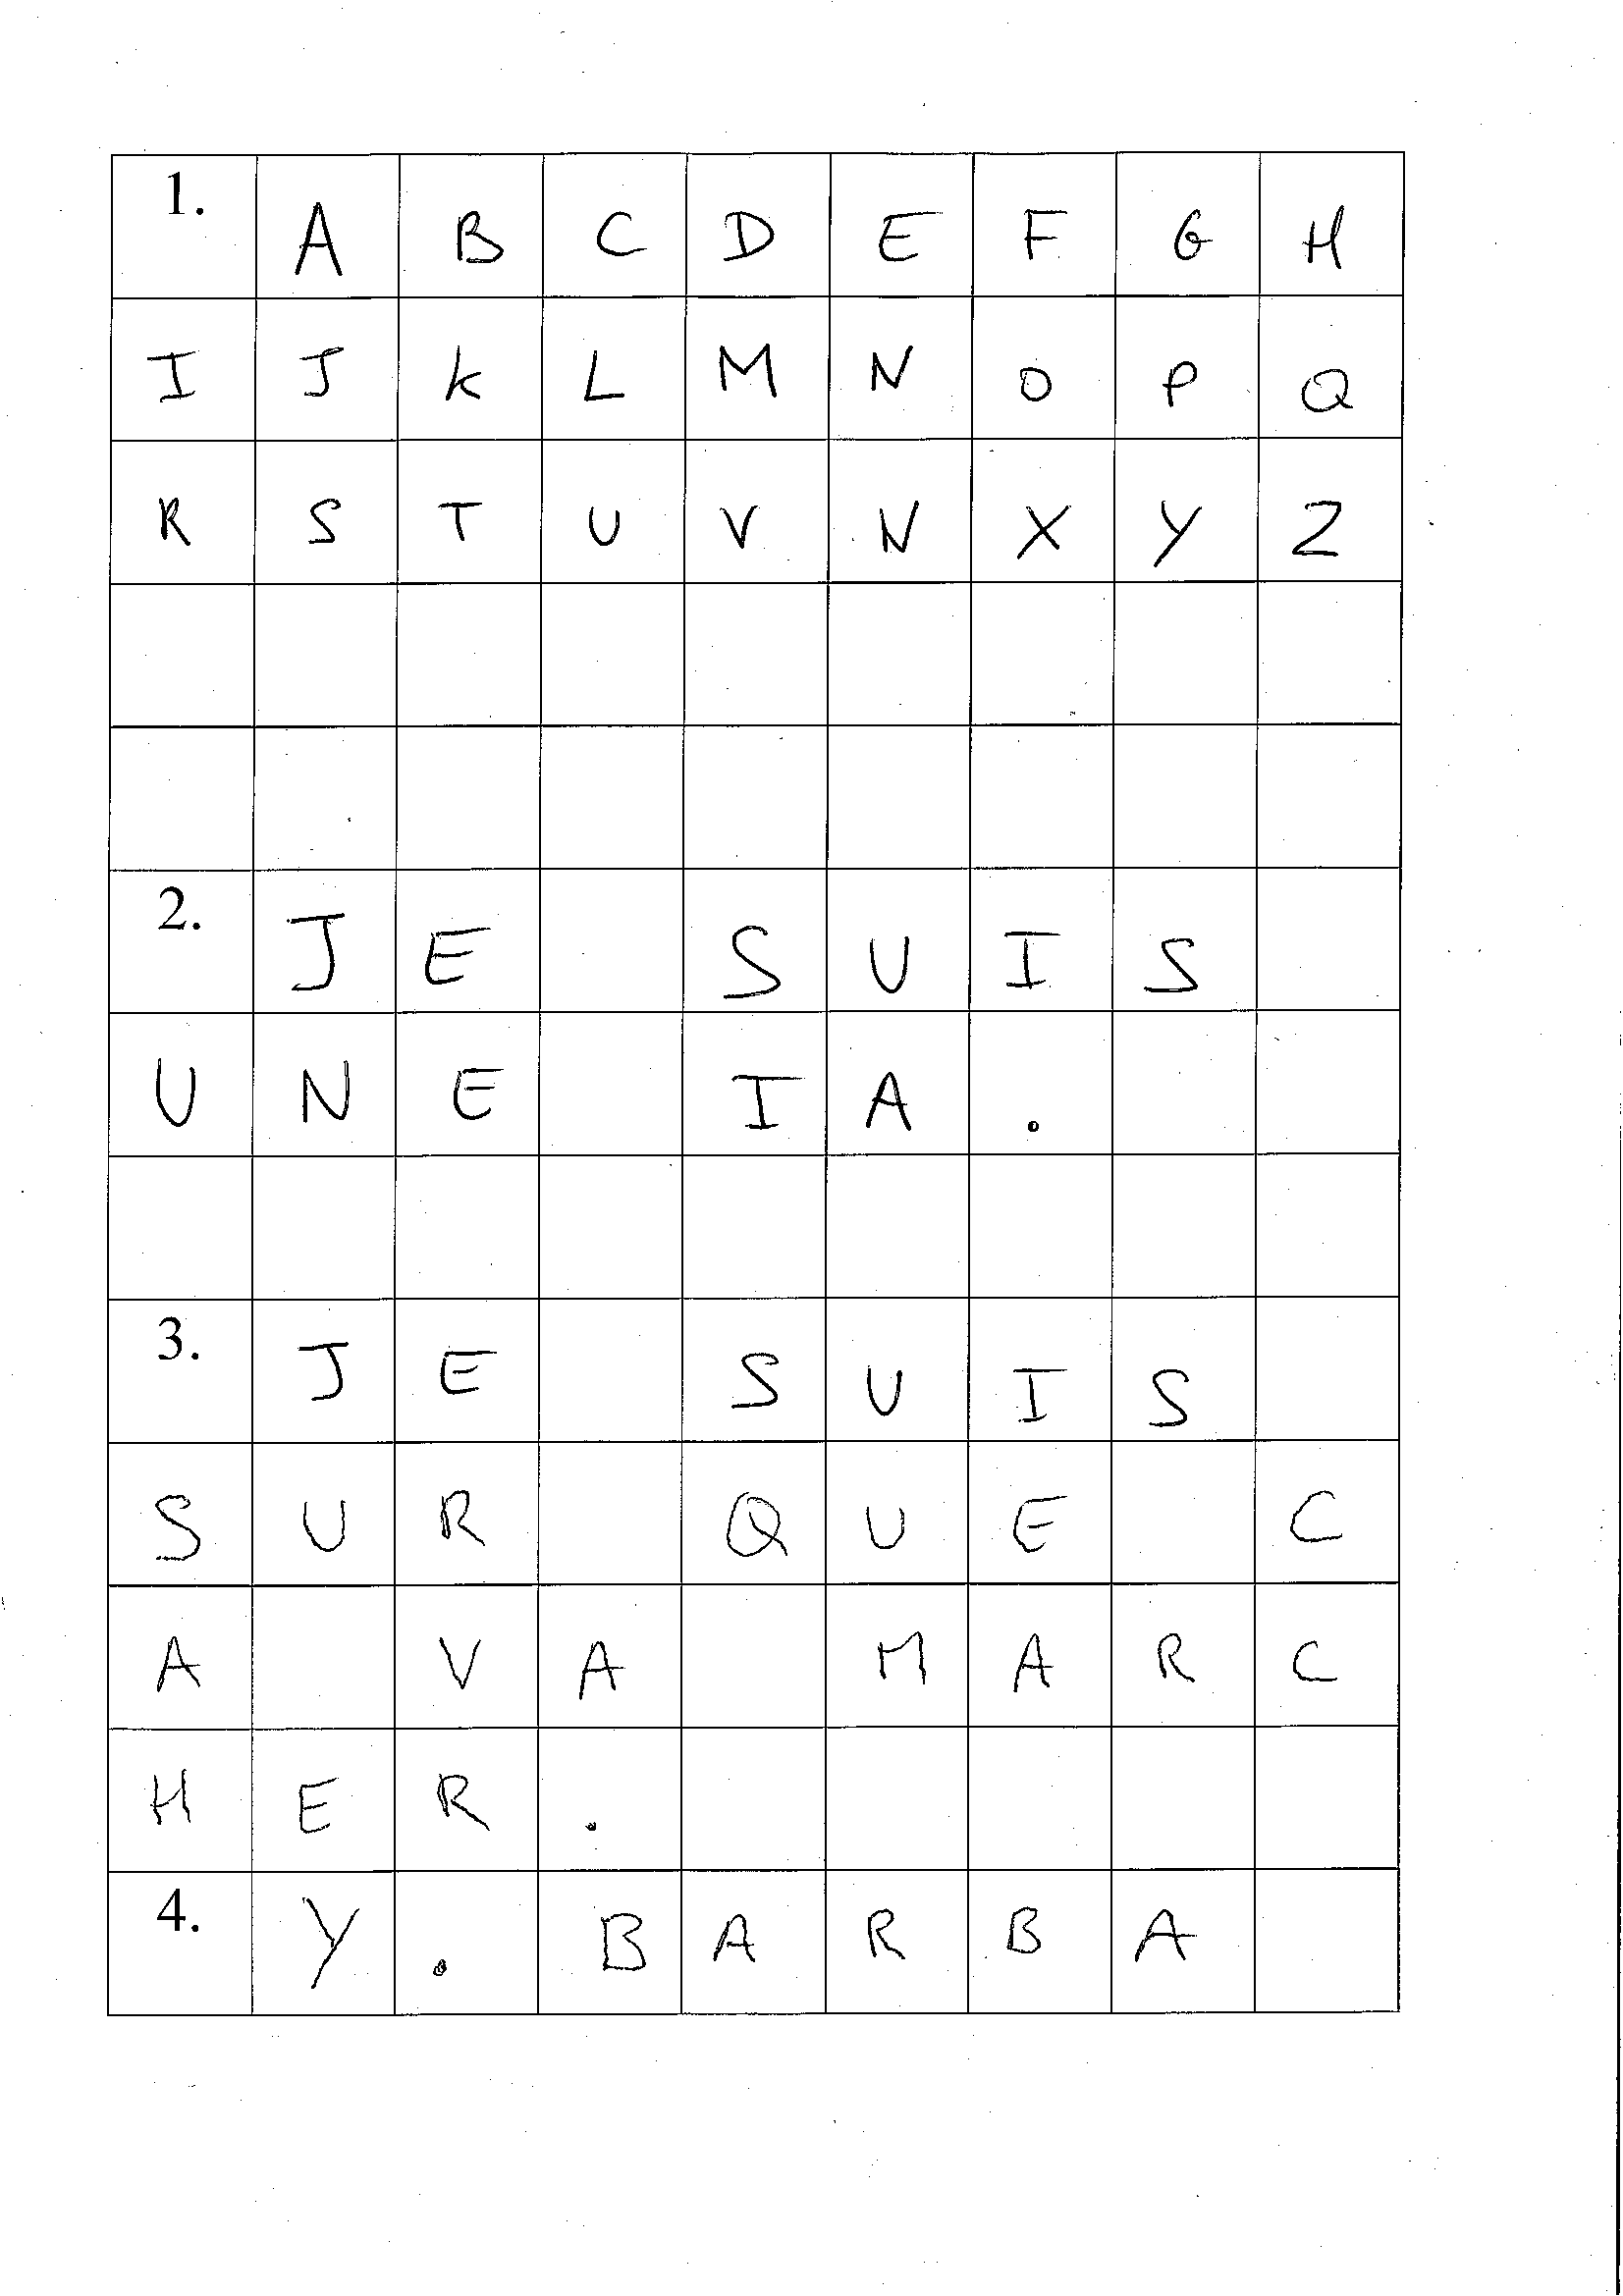 1. A B C D E F G H
I J K L M N O P Q
R S T U V N X Y Z
2. J E S U I S
U N E I A .
3. J E S U I S
S U R Q U E C
A V A M A R C
H E R .
4. Y . B A R B A